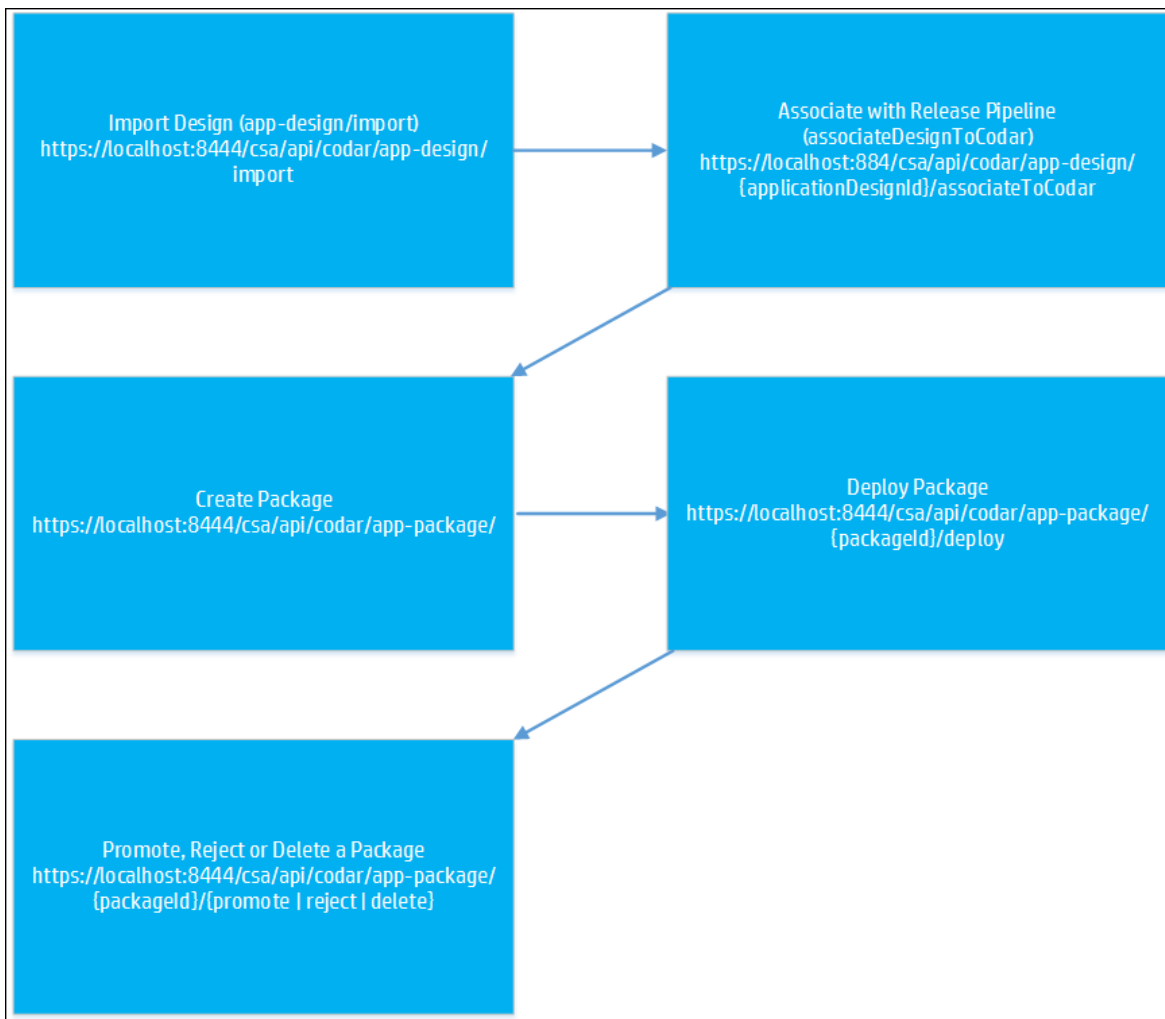 Import Design (app-design/import)
https://localhost:8444/csa/api/codar/app-design/
import
Associate with Release Pipeline
(associateDesignToCodar)
https://localhost:884/csa/api/codar/app-design/
{applicationDesignId}/associateToCodar
Create Package
https://localhost:8444/csa/api/codar/app-package/
Deploy Package
https://localhost:8444/csa/api/codar/app-package/
{packageId}/deploy
Promote, Reject or Delete a Package
https://localhost:8444/csa/api/codar/app-package/
{packageId}/{promote | reject | delete}